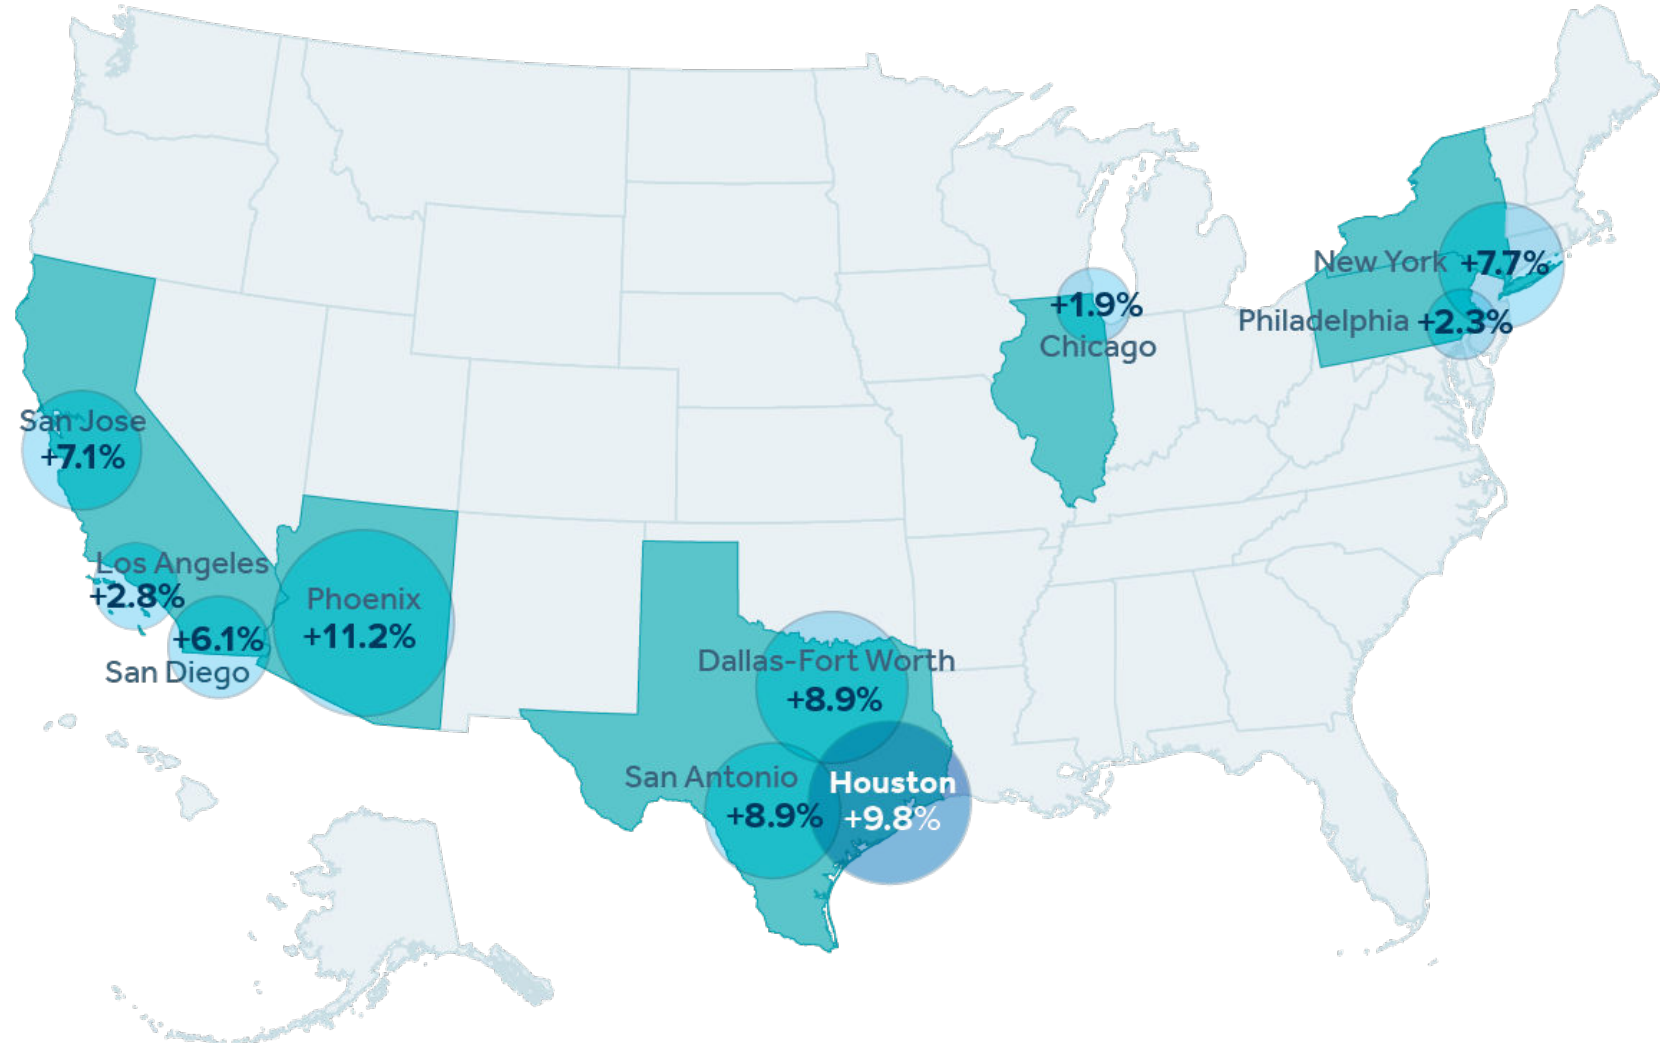 New York +7.7%
+1.9%
Chicago
Philadelphia +2.3%
San Jose
+7.1%
Los Angeles
+2.8%
+6.1%
San Diego
Phoenix
+11.2%
Dallas-Fort Worth
+8.9%
San Antonio
+8.9%
Houston
+9.8%